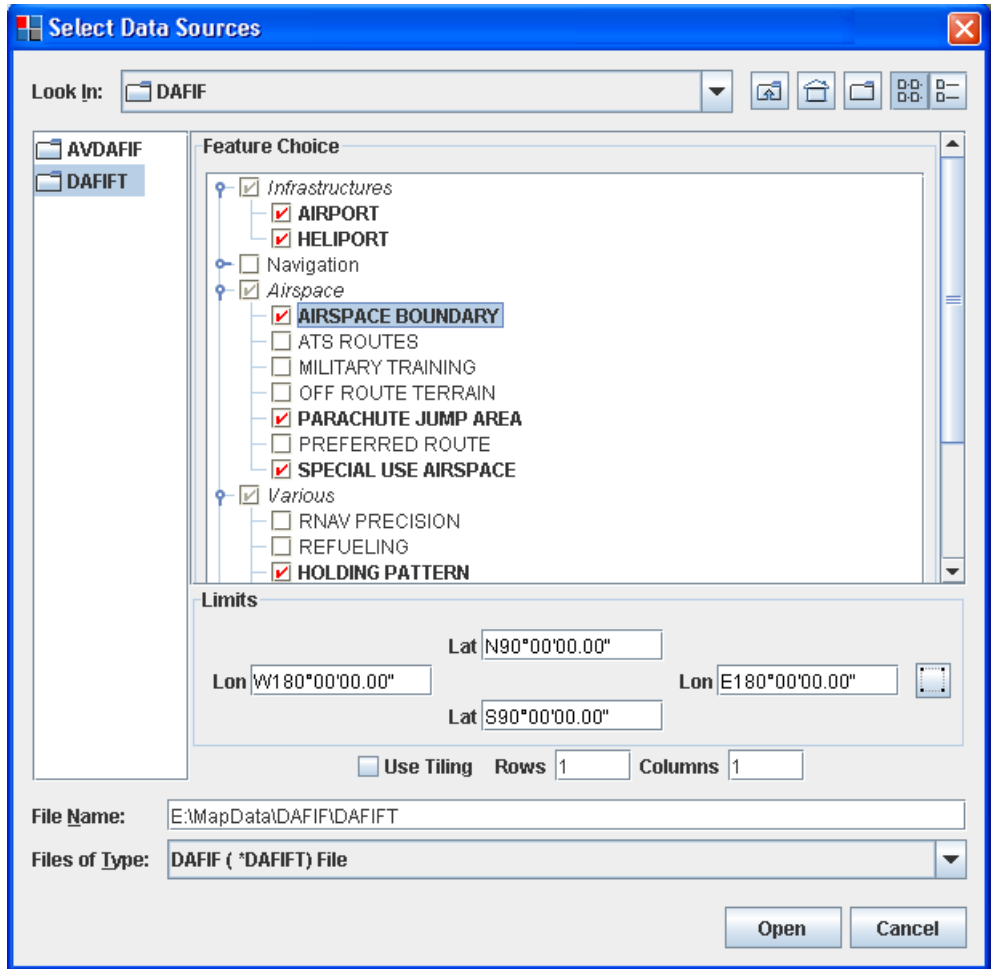 Select Data Sources
Look In: DAFIF
AVDAFIF
DAFIFT
Feature Choice
Infrastructures
AIRPORT
HELIPORT
Navigation
Airspace
AIRSPACE BOUNDARY
ATS ROUTES
MILITARY TRAINING
OFF ROUTE TERRAIN
PARACHUTE JUMP AREA
PREFERRED ROUTE
SPECIAL USE AIRSPACE
Various
RNAV PRECISION
REFUELING
HOLDING PATTERN
Limits
Lat N90°00'00.00"
Lon W180°00'00.00" Lon E180°00'00.00"
Lat S90°00'00.00"
Use Tiling Rows 1 Columns 1
File Name: E:\MapData\DAFIF\DAFIFT
Files of Type: DAFIF ( *DAFIFT) File
Open Cancel